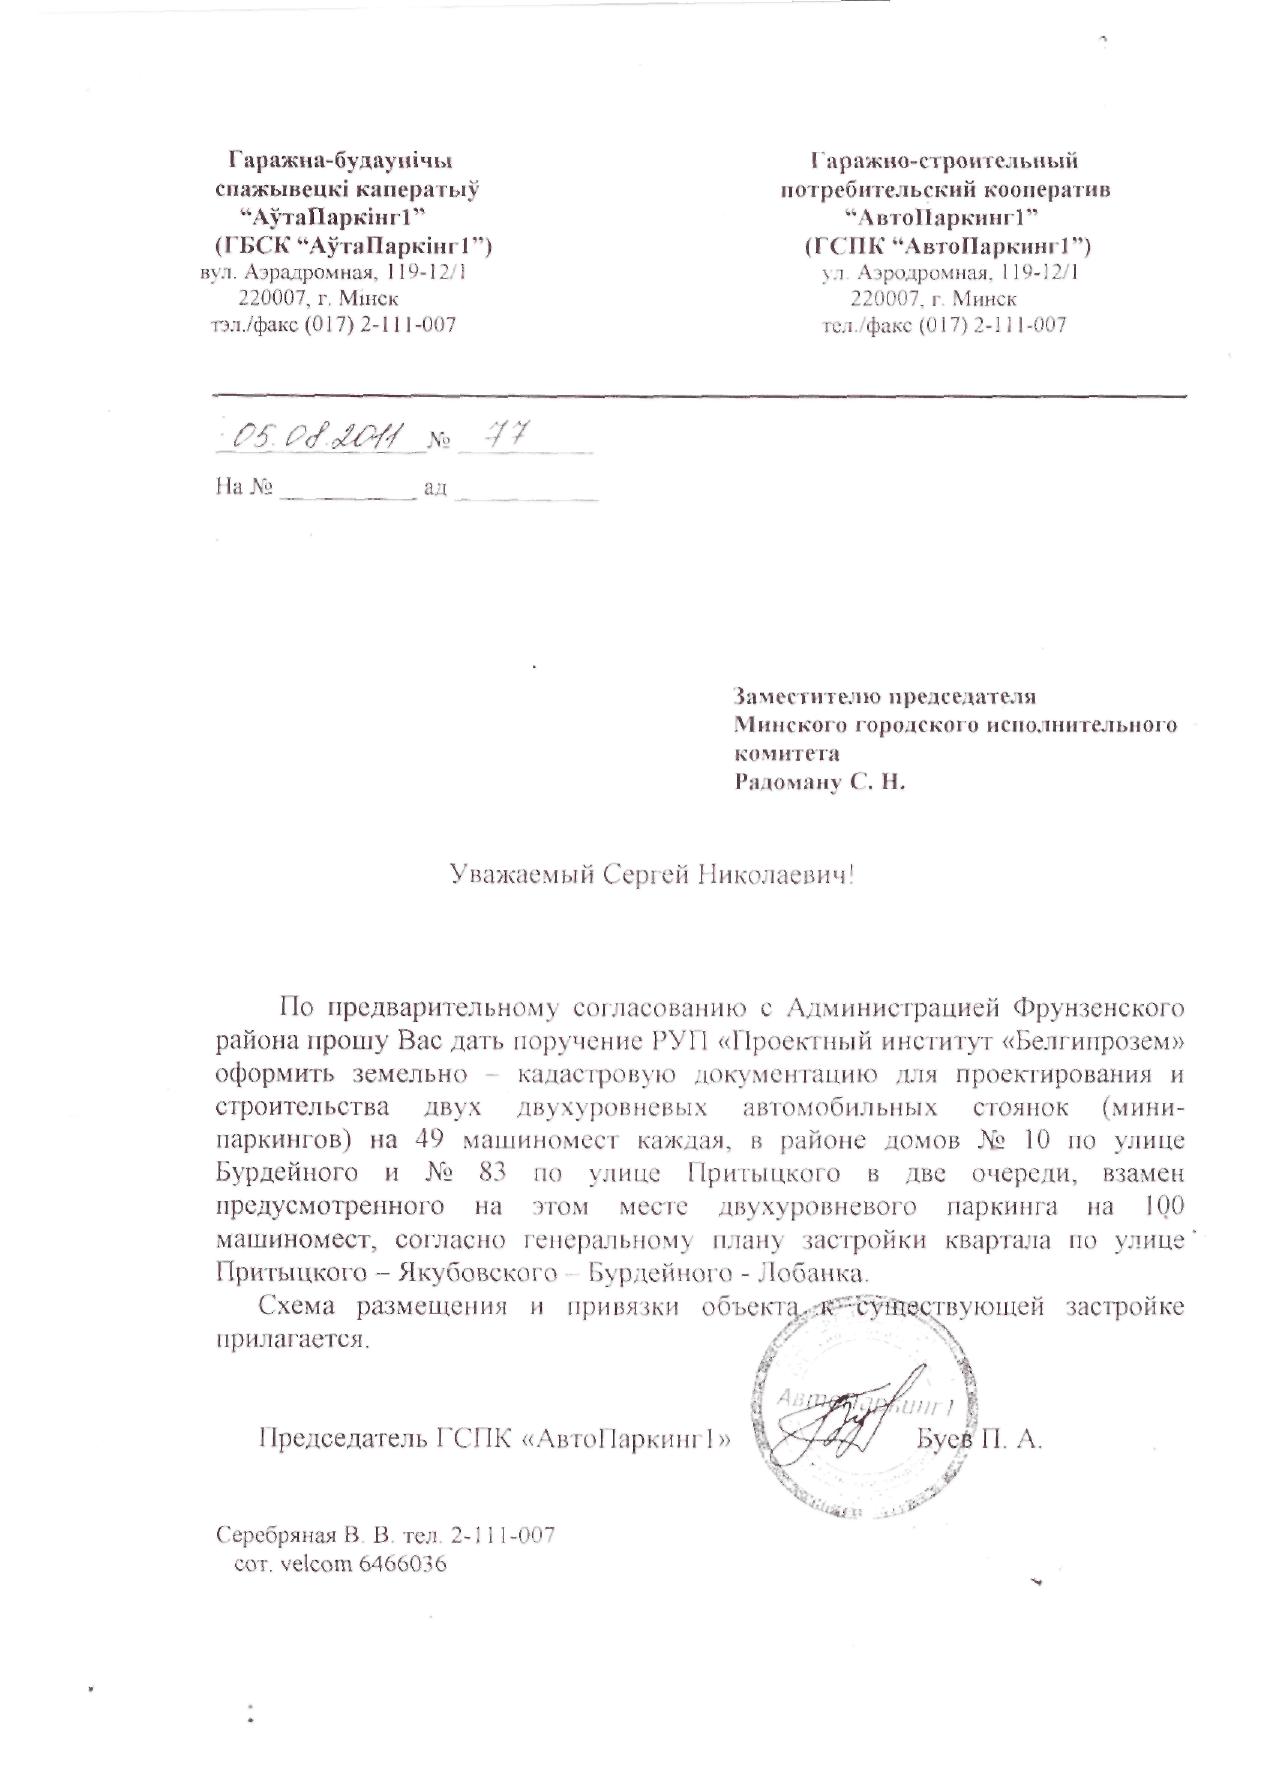 Гаражна-будаунічы
спажывецкі каператыў
“АўтаПаркінг1”
(ГБСК “АўтаПаркінг1”)
вул. Аэрадромная, 119-12/1
220007, г. Мінск
тэл./факс (017) 2-111-007
Гаражно-строительный
потребительский кооператив
“АвтоПаркинг1”
(ГСПК “АвтоПаркинг1”)
ул. Аэродромная, 119-12/1
220007, г. Минск
тел./факс (017) 2-111-007
05.08.2011 № 77
На № ___________ ад ___________
Заместителю председателя
Минского городского исполнительного
комитета
Радоману С. Н.
Уважаемый Сергей Николаевич!
По предварительному согласованию с Администрацией Фрунзенского
района прошу Вас дать поручение РУП «Проектный институт «Белгипрозем»
оформить земельно – кадастровую документацию для проектирования и
строительства двух двухуровневых автомобильных стоянок (мини-
паркингов) на 49 машиномест каждая, в районе домов № 10 по улице
Бурдейного и № 83 по улице Притыцкого в две очереди, взамен
предусмотренного на этом месте двухуровневого паркинга на 100
машиномест, согласно генеральному плану застройки квартала по улице
Притыцкого – Якубовского – Бурдейного - Лобанка.
Схема размещения и привязки объекта к существующей застройке
прилагается.
АвтоПаркинг1
Председатель ГСПК «АвтоПаркинг1» Буев П. А.
Серебряная В. В. тел. 2-111-007
сот. velcom 6466036